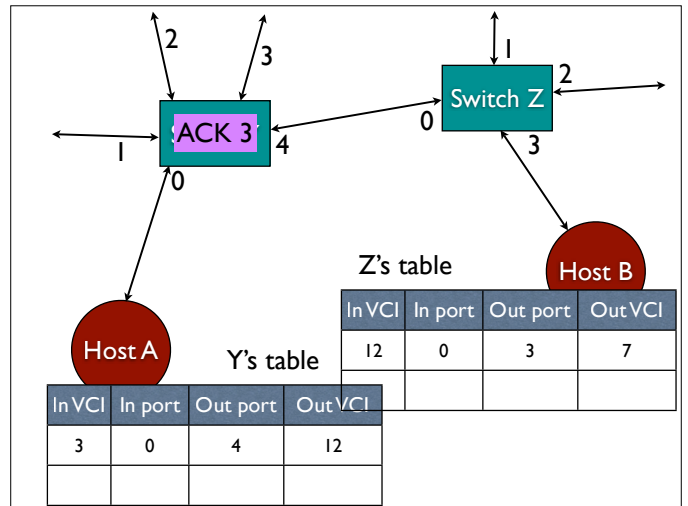 2
3
1
Switch Z
2
0
3
ACK 3
4
1
0
Host B
Z's table
In VCI In port Out port Out VCI
12 0 3 7
Host A
Y's table
In VCI In port Out port Out VCI
3 0 4 12